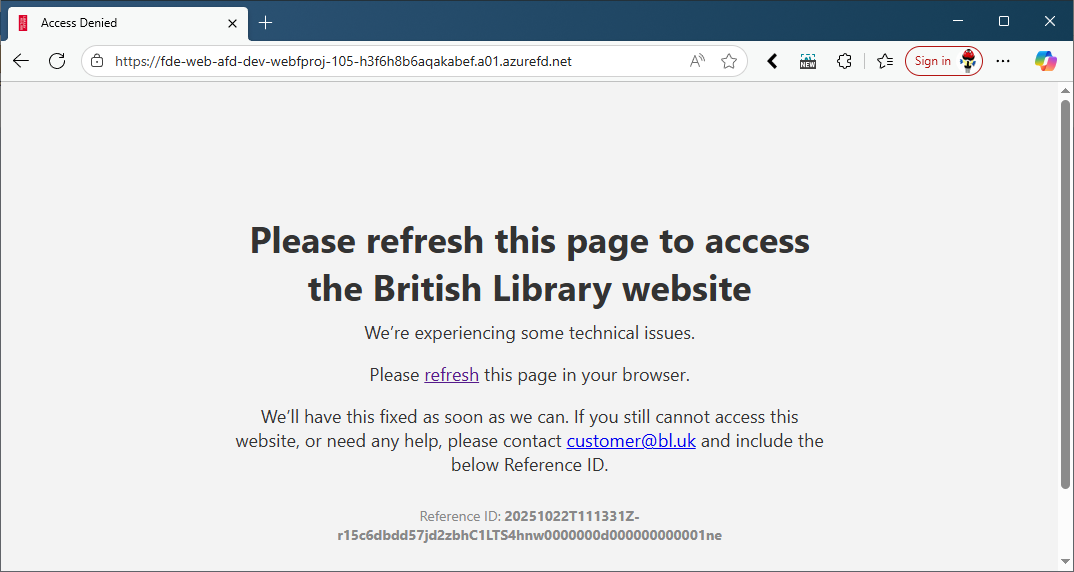 Access Denied
https://fde-web-afd-dev-webfproj-105-h3f6h8b6aqakabef.a01.azurefd.net
NEW
Sign in
Please refresh this page to access
the British Library website
We’re experiencing some technical issues.
Please refresh this page in your browser.
We’ll have this fixed as soon as we can. If you still cannot access this
website, or need any help, please contact customer@bl.uk and include the
below Reference ID.
Reference ID: 20251022T111331Z-
r15c6dbdd57jd2zbhC1LTS4hnw0000000d000000000001ne